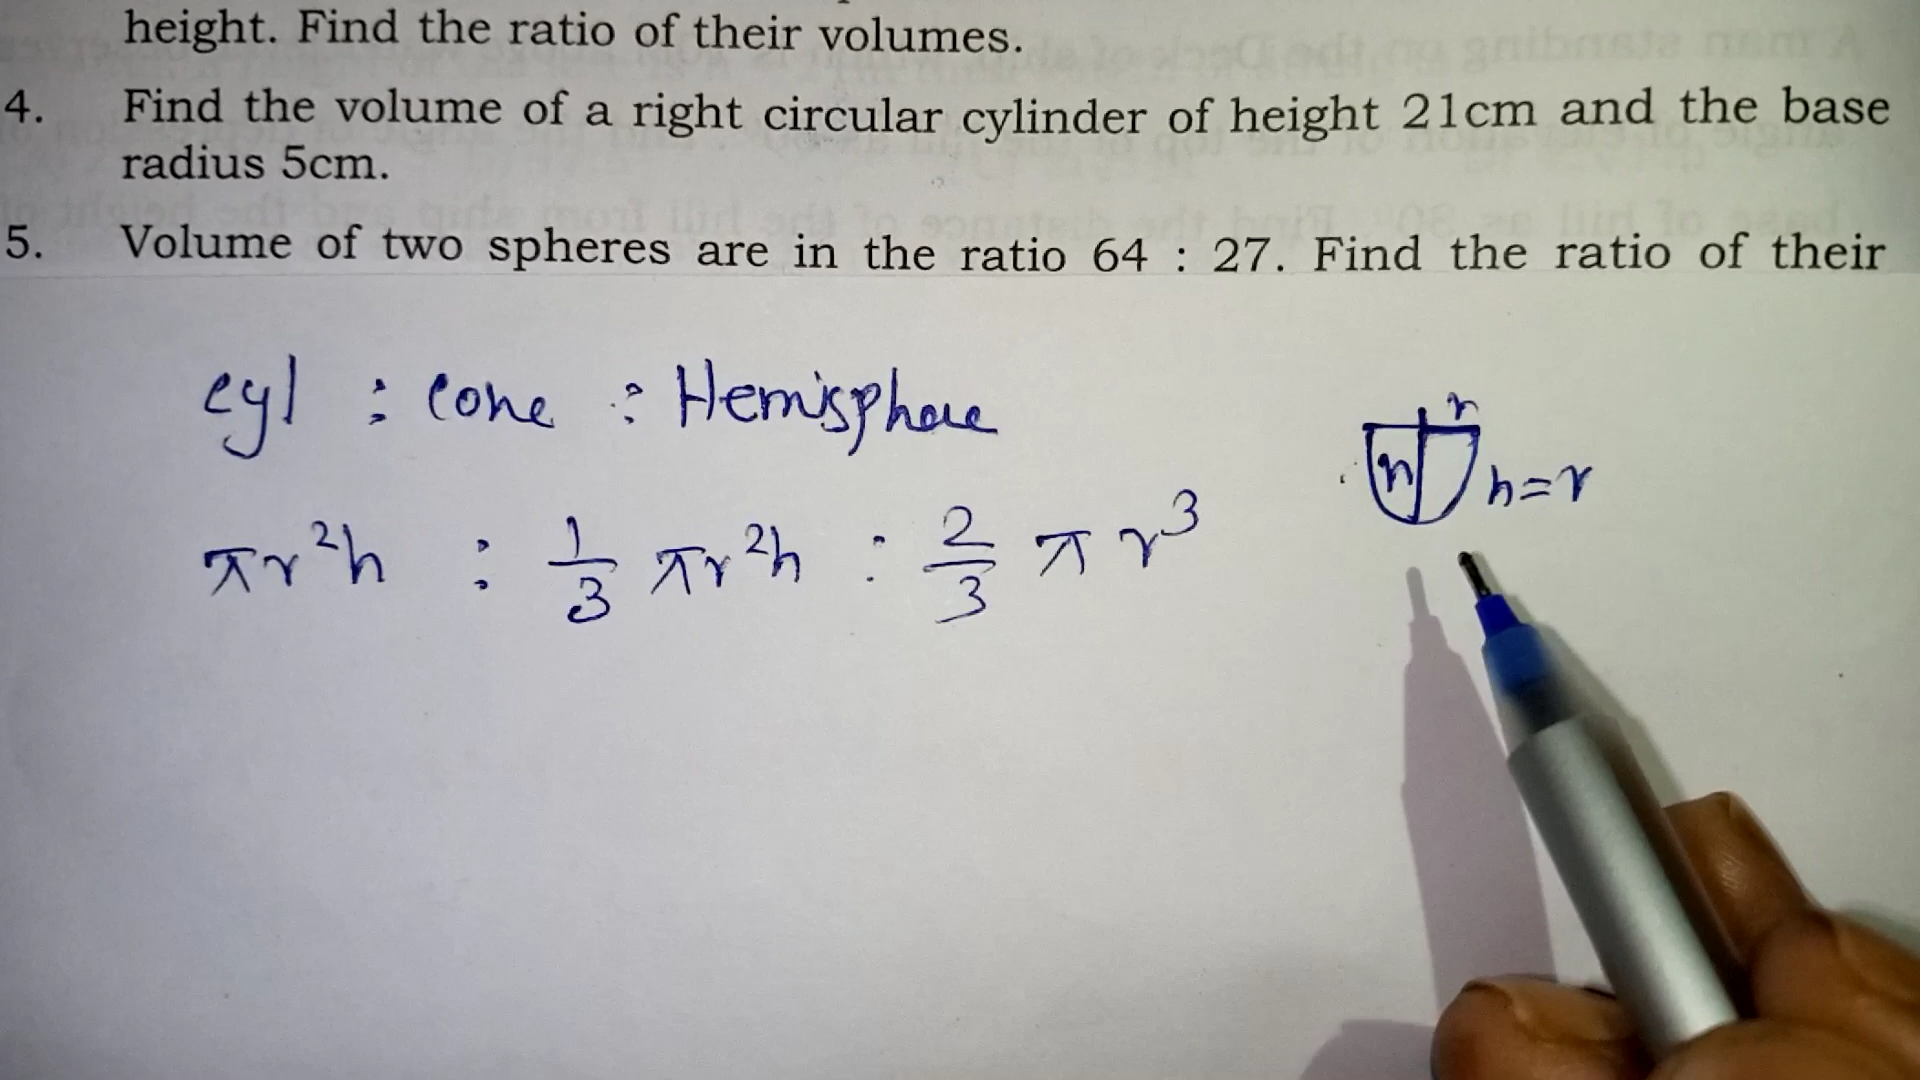 height. Find the ratio of their volumes.
4. Find the volume of a right circular cylinder of height 21cm and the base
radius 5cm.
5. Volume of two spheres are in the ratio 64 : 27. Find the ratio of their
cyl : cone : Hemisphere
r
h h=r
πr²h : 1/3 πr²h : 2/3 πr³